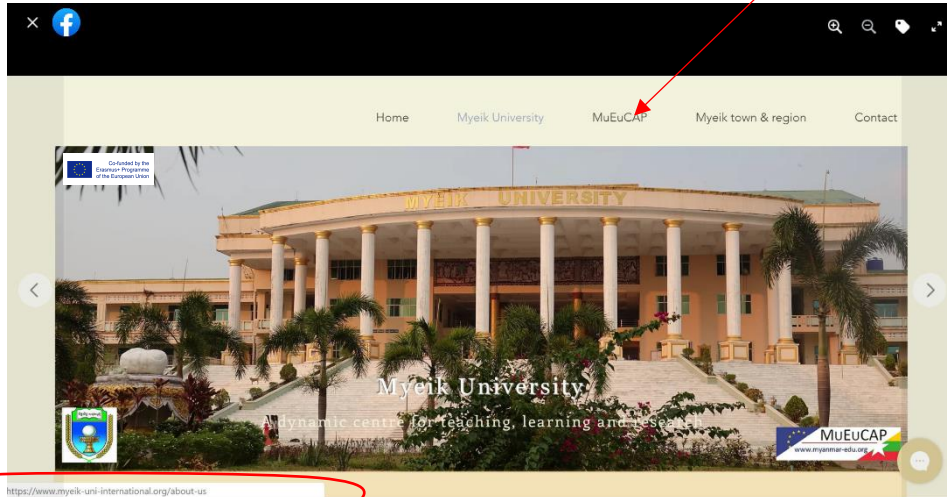 Home Myeik University MuEuCAP Myeik town & region Contact
Co-funded by the
Erasmus+ Programme
of the European Union
MYEIK UNIVERSITY
Myeik University
A dynamic centre for teaching, learning and research
MUEUCAP
www.myanmar-edu.org
https://www.myeik-uni-international.org/about-us